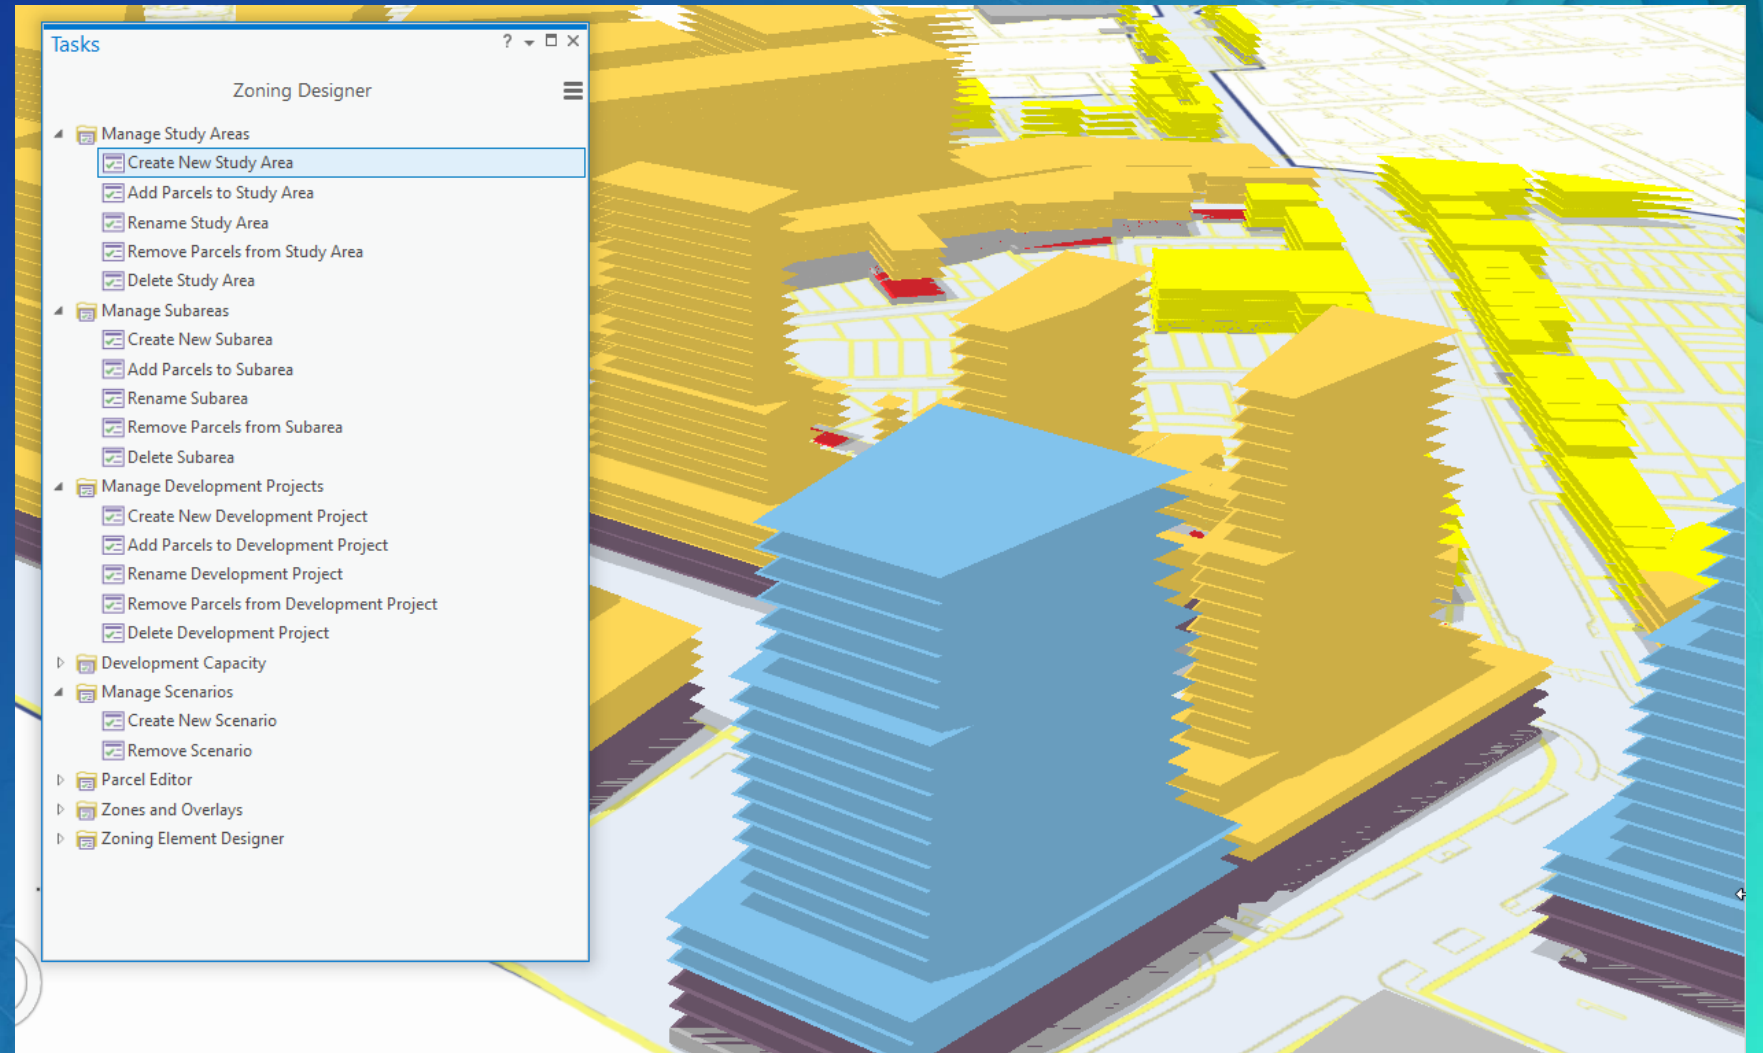 Tasks
?
Zoning Designer
Manage Study Areas
Create New Study Area
Add Parcels to Study Area
Rename Study Area
Remove Parcels from Study Area
Delete Study Area
Manage Subareas
Create New Subarea
Add Parcels to Subarea
Rename Subarea
Remove Parcels from Subarea
Delete Subarea
Manage Development Projects
Create New Development Project
Add Parcels to Development Project
Rename Development Project
Remove Parcels from Development Project
Delete Development Project
Development Capacity
Manage Scenarios
Create New Scenario
Remove Scenario
Parcel Editor
Zones and Overlays
Zoning Element Designer